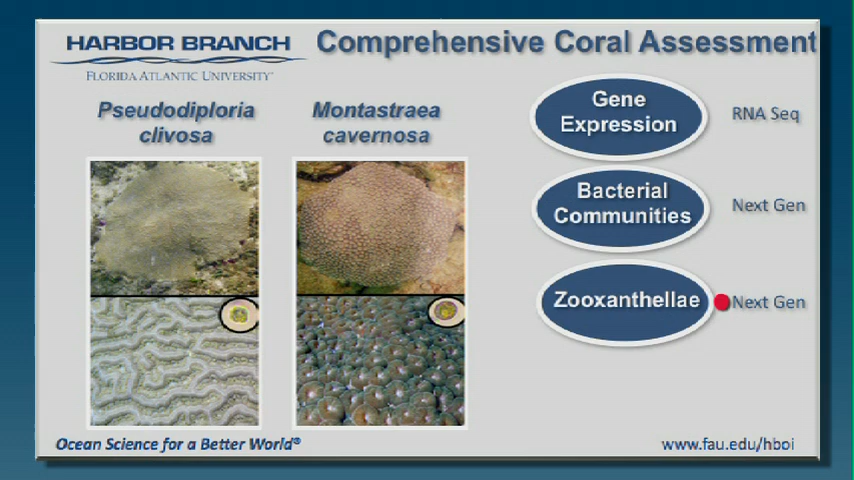 HARBOR BRANCH
FLORIDA ATLANTIC UNIVERSITY
Comprehensive Coral Assessment
Pseudodiploria
clivosa
Montastraea
cavernosa
Gene
Expression
RNA Seq
Bacterial
Communities
Next Gen
Zooxanthellae
Next Gen
Ocean Science for a Better World®
www.fau.edu/hboi